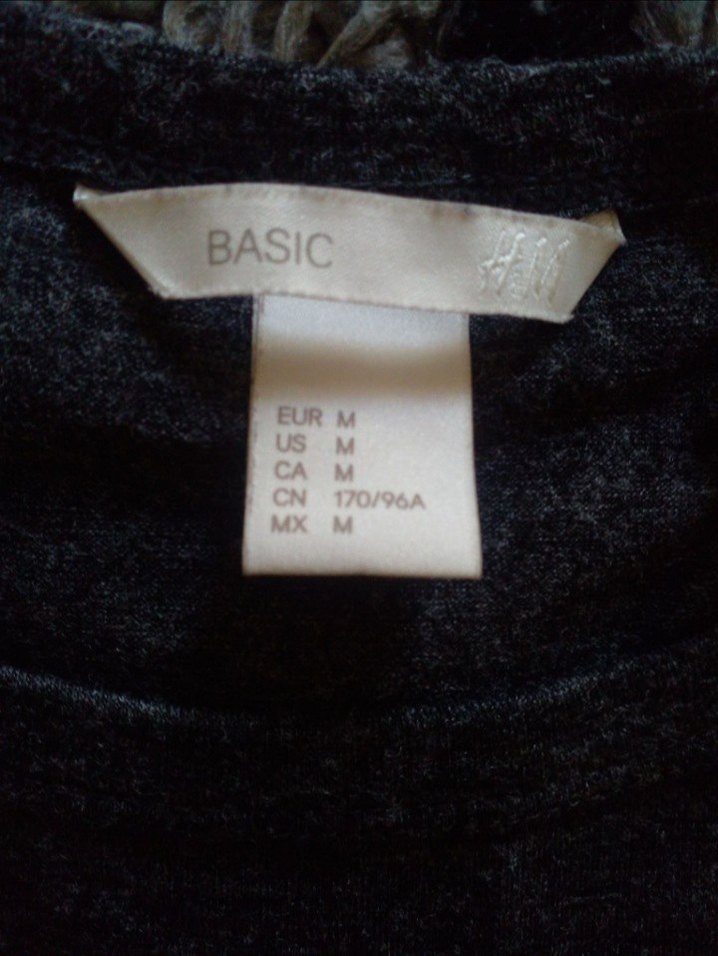 BASIC H&M
EUR M
US M
CA M
CN 170/96A
MX M